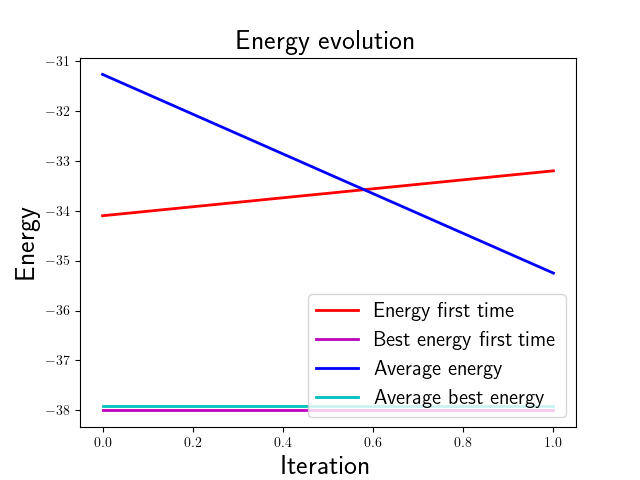 Energy evolution
Energy
−31
−32
−33
−34
−35
−36
−37
−38
Energy first time
Best energy first time
Average energy
Average best energy
0.0 0.2 0.4 0.6 0.8 1.0
Iteration